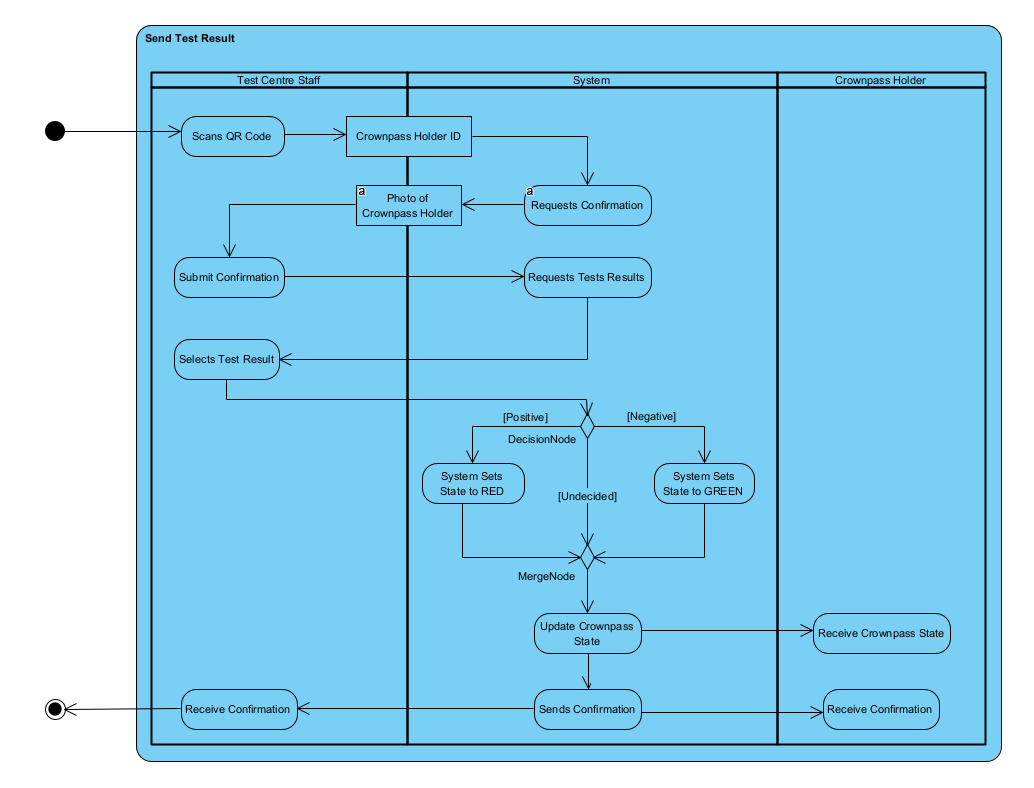 Send Test Result
Test Centre Staff
System
Crownpass Holder
Scans QR Code
Crownpass Holder ID
a
Photo of
Crownpass Holder
a
Requests Confirmation
Submit Confirmation
Requests Tests Results
Selects Test Result
[Positive]
[Negative]
DecisionNode
System Sets
State to RED
[Undecided]
System Sets
State to GREEN
MergeNode
Update Crownpass
State
Receive Crownpass State
Receive Confirmation
Sends Confirmation
Receive Confirmation